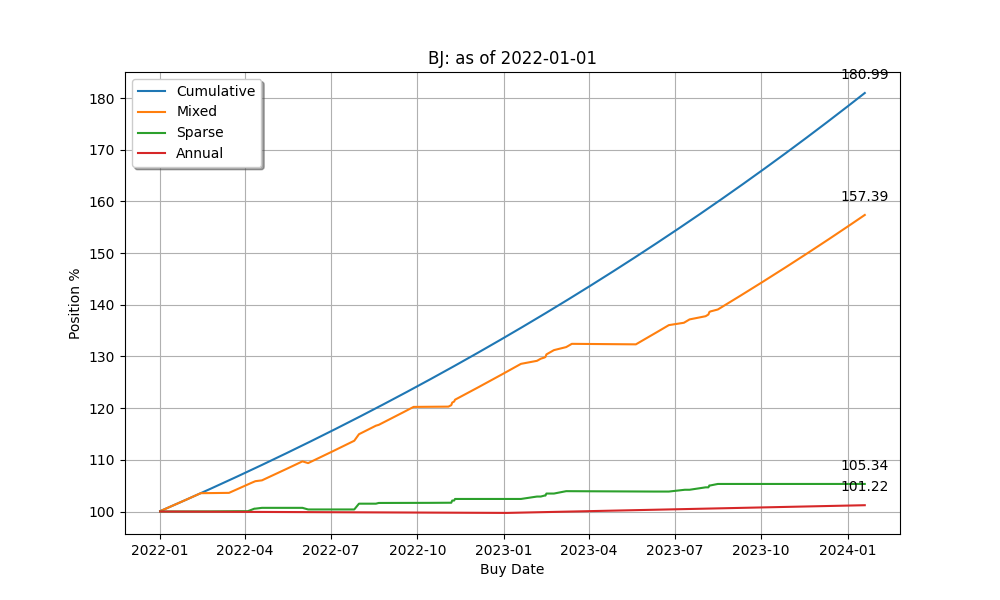 BJ: as of 2022-01-01
180.99
Cumulative
Mixed
Sparse
Annual
157.39
105.34
101.22
180
170
160
150
140
130
120
110
100
Position %
2022-01 2022-04 2022-07 2022-10 2023-01 2023-04 2023-07 2023-10 2024-01
Buy Date